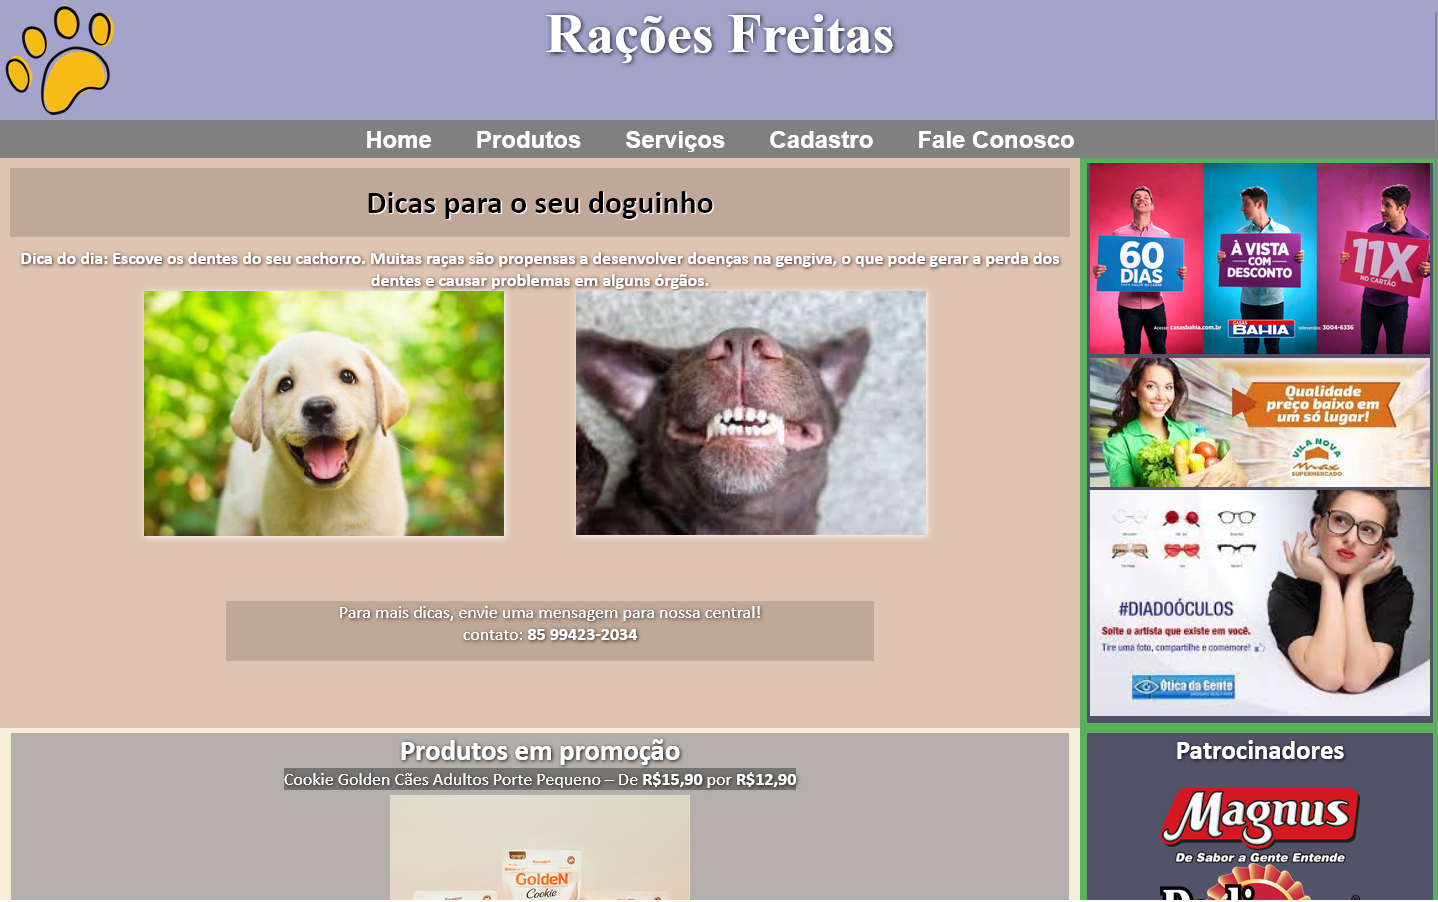 Rações Freitas
Home Produtos Serviços Cadastro Fale Conosco
Dicas para o seu doguinho
Dica do dia: Escove os dentes do seu cachorro. Muitas raças são propensas a desenvolver doenças na gengiva, o que pode gerar a perda dos
dentes e causar problemas em alguns órgãos.
Para mais dicas, envie uma mensagem para nossa central!
contato: 85 99423-2034
Produtos em promoção
Cookie Golden Cães Adultos Porte Pequeno – De R$15,90 por R$12,90
GoldeN
Cookie
60
DIAS
À VISTA
COM
DESCONTO
11X
NO CARTÃO
Acesse: casasbahia.com.br
CASAS
BAHIA
televendas: 3004-6336
Qualidade
preço baixo em
um só lugar!
VILA NOVA
max
SUPERMERCADO
#DIADOÓCULOS
Solte o artista que existe em você.
Tire uma foto, compartilhe e comemore!
Ótica da Gente
Patrocinadores
Magnus
De Sabor a Gente Entende